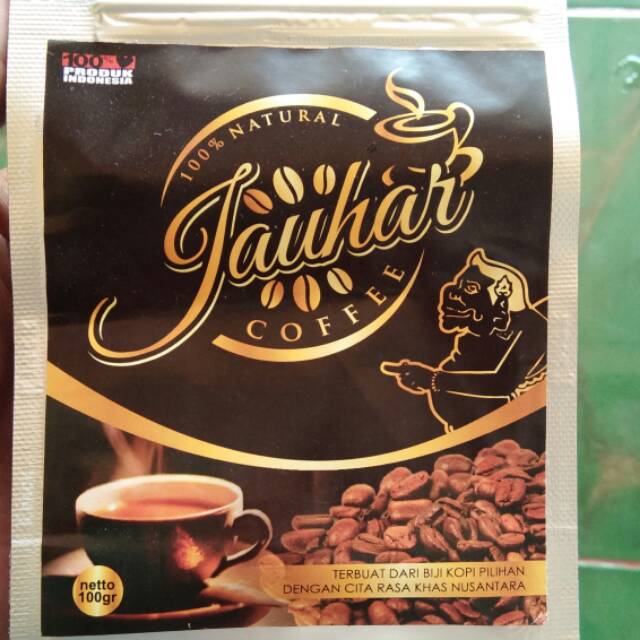 100%
PRODUK
INDONESIA
100% NATURAL
Jauhar
COFFEE
netto
100gr
TERBUAT DARI BIJI KOPI PILIHAN
DENGAN CITA RASA KHAS NUSANTARA